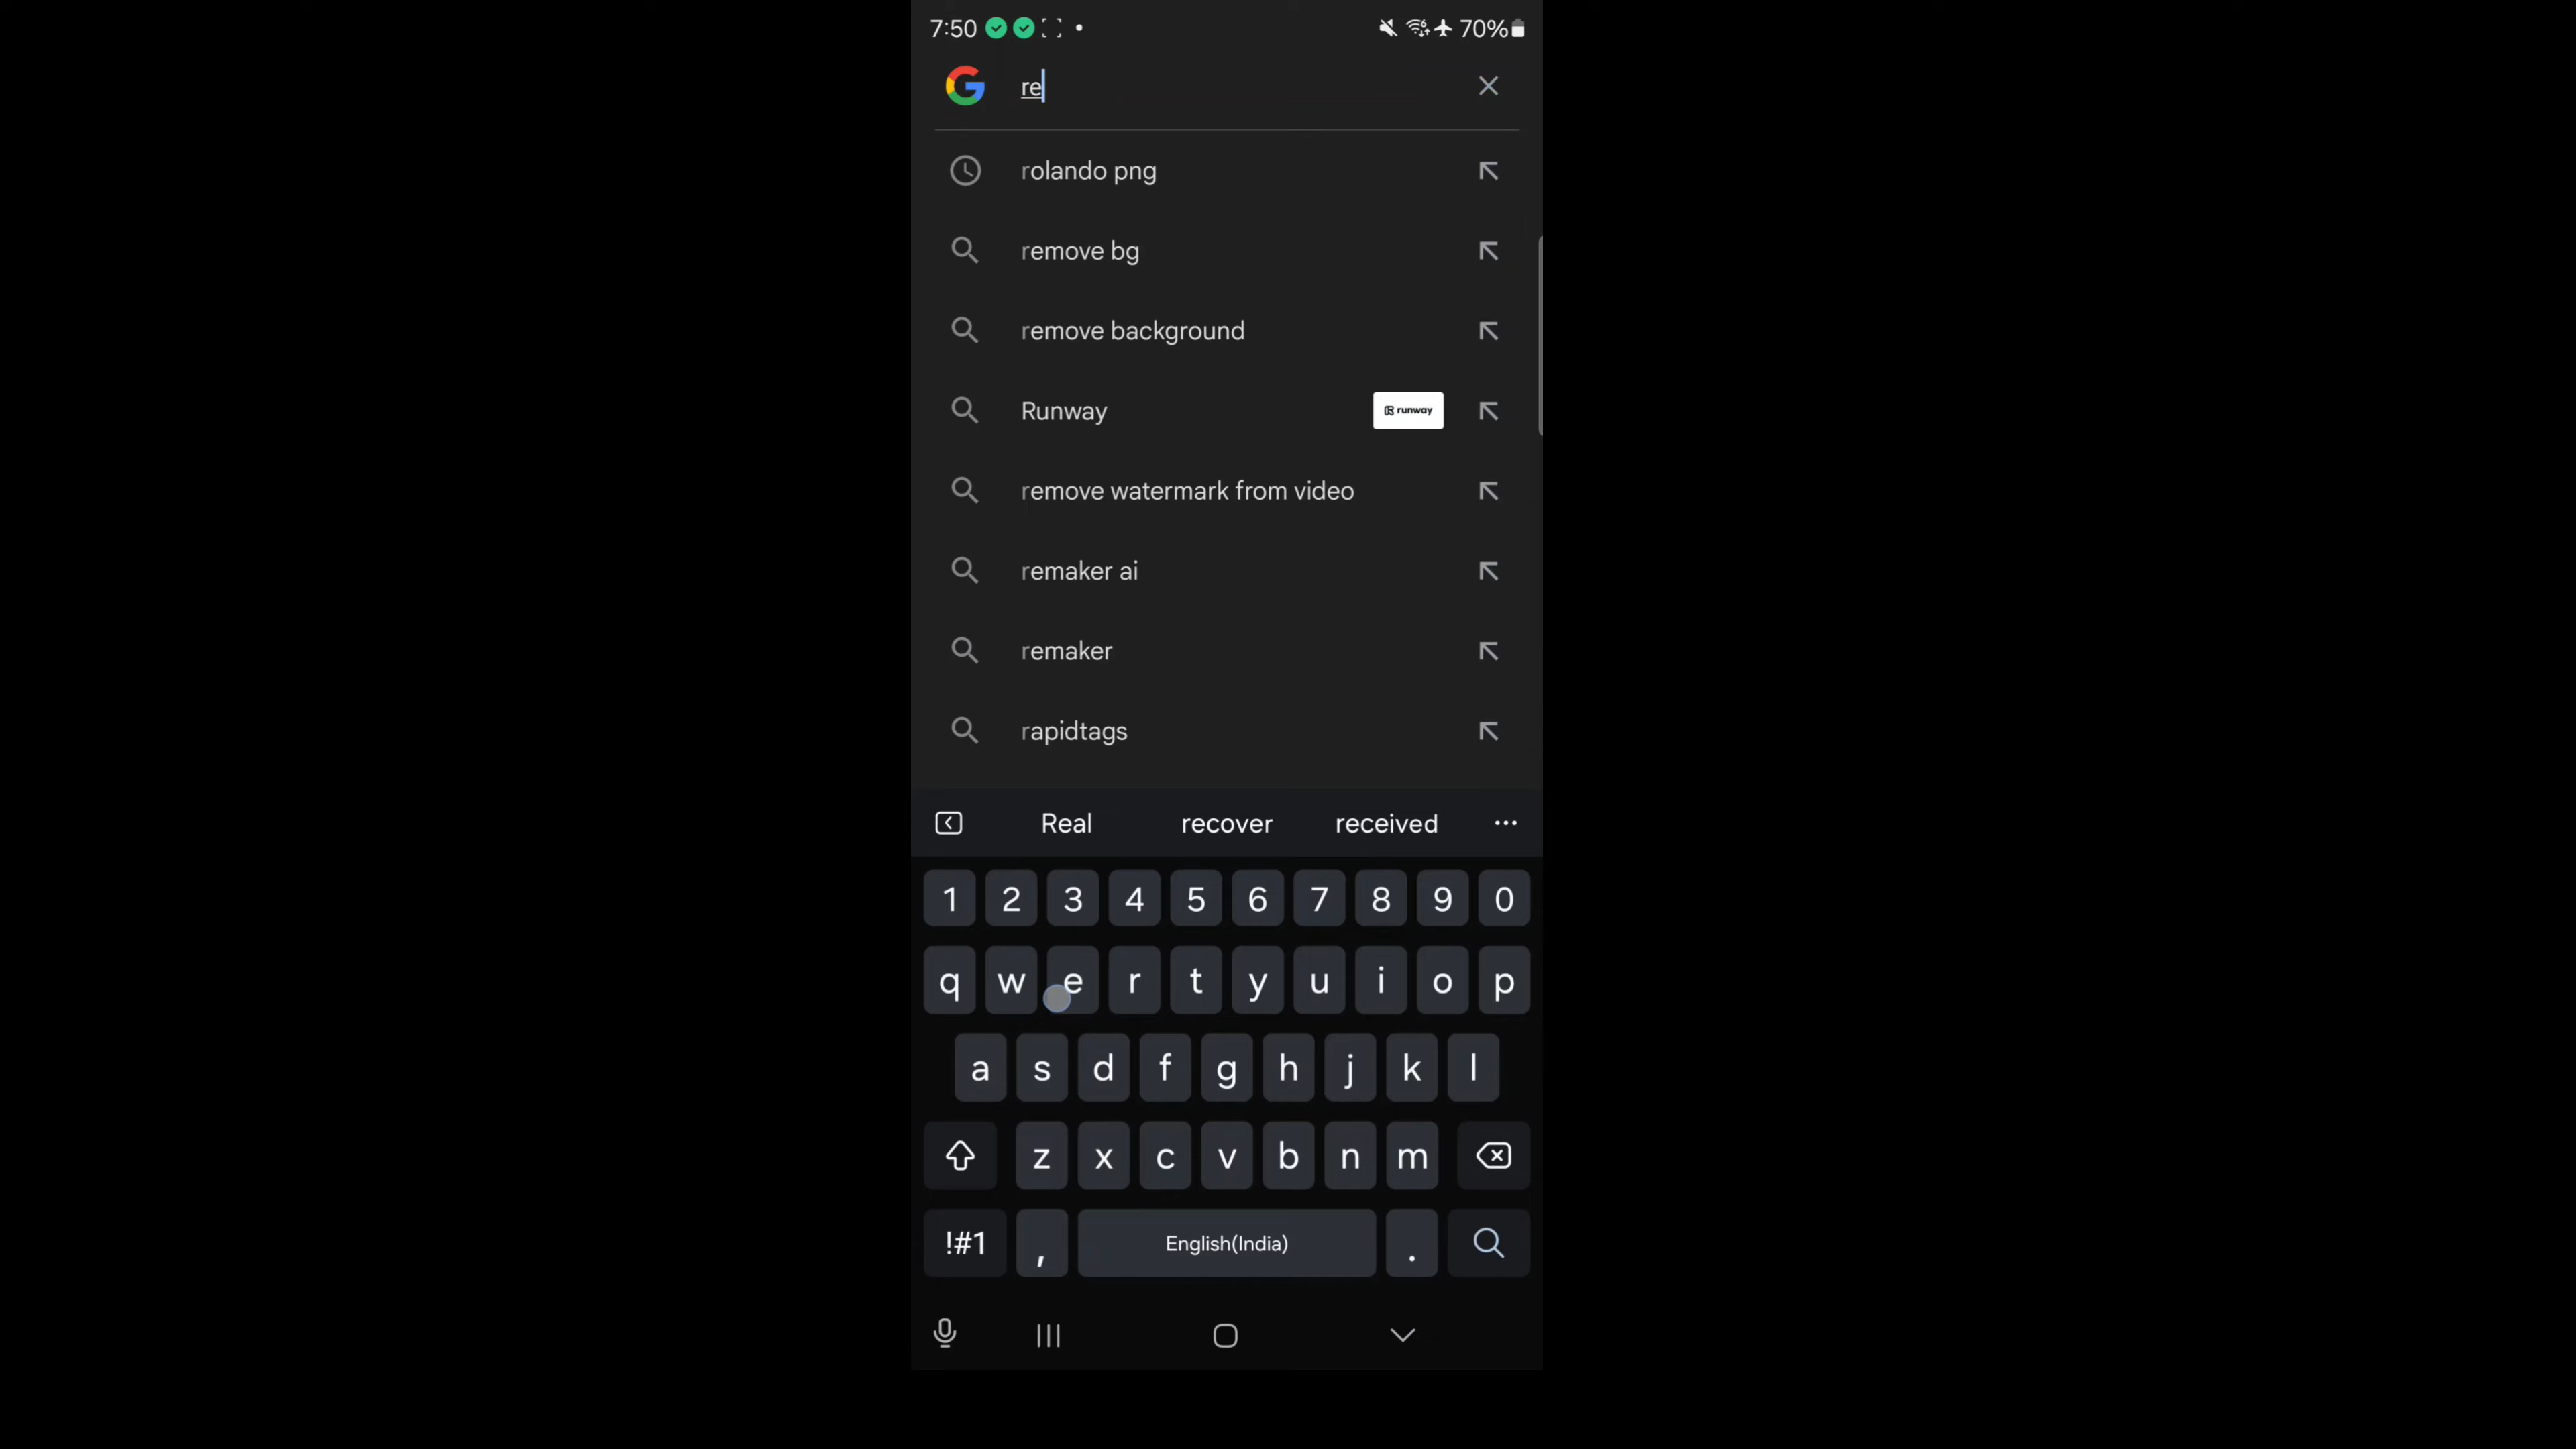 7:50 70%
re
rolando png
remove bg
remove background
Runway runway
remove watermark from video
remaker ai
remaker
rapidtags
Real recover received
1 2 3 4 5 6 7 8 9 0
q w e r t y u i o p
a s d f g h j k l
z x c v b n m
!#1 , English(India) .